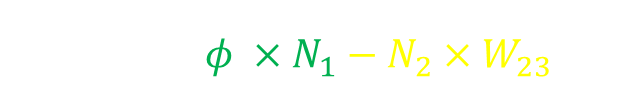 𝜙 × 𝑁₁ − 𝑁₂ × 𝑊₂₃